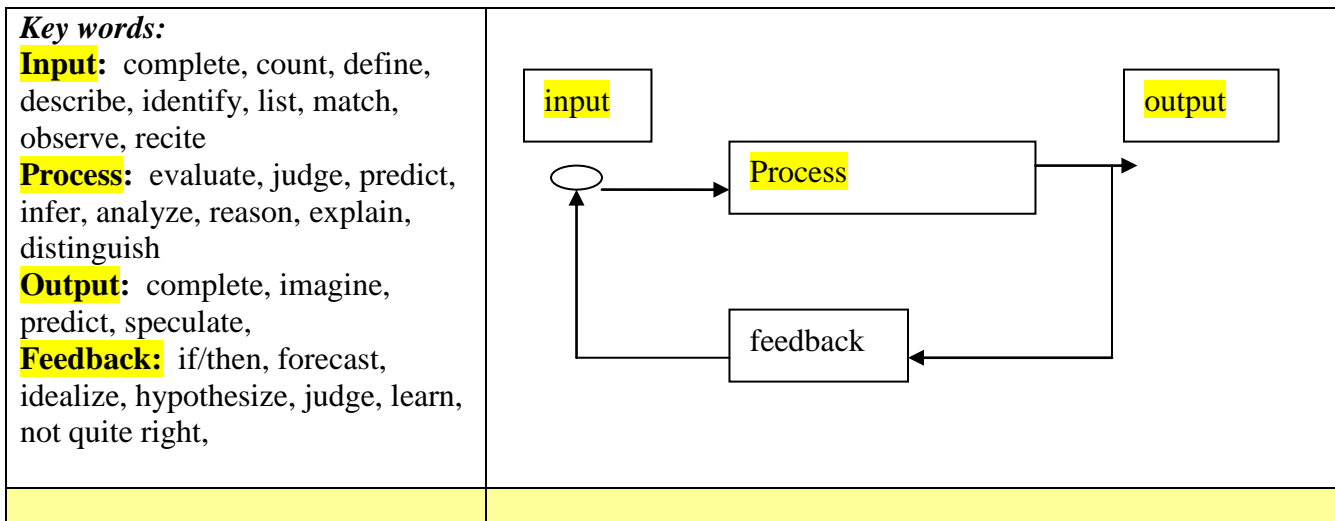 Key words:
Input: complete, count, define,
describe, identify, list, match,
observe, recite
Process: evaluate, judge, predict,
infer, analyze, reason, explain,
distinguish
Output: complete, imagine,
predict, speculate,
Feedback: if/then, forecast,
idealize, hypothesize, judge, learn,
not quite right,
input
output
Process
feedback